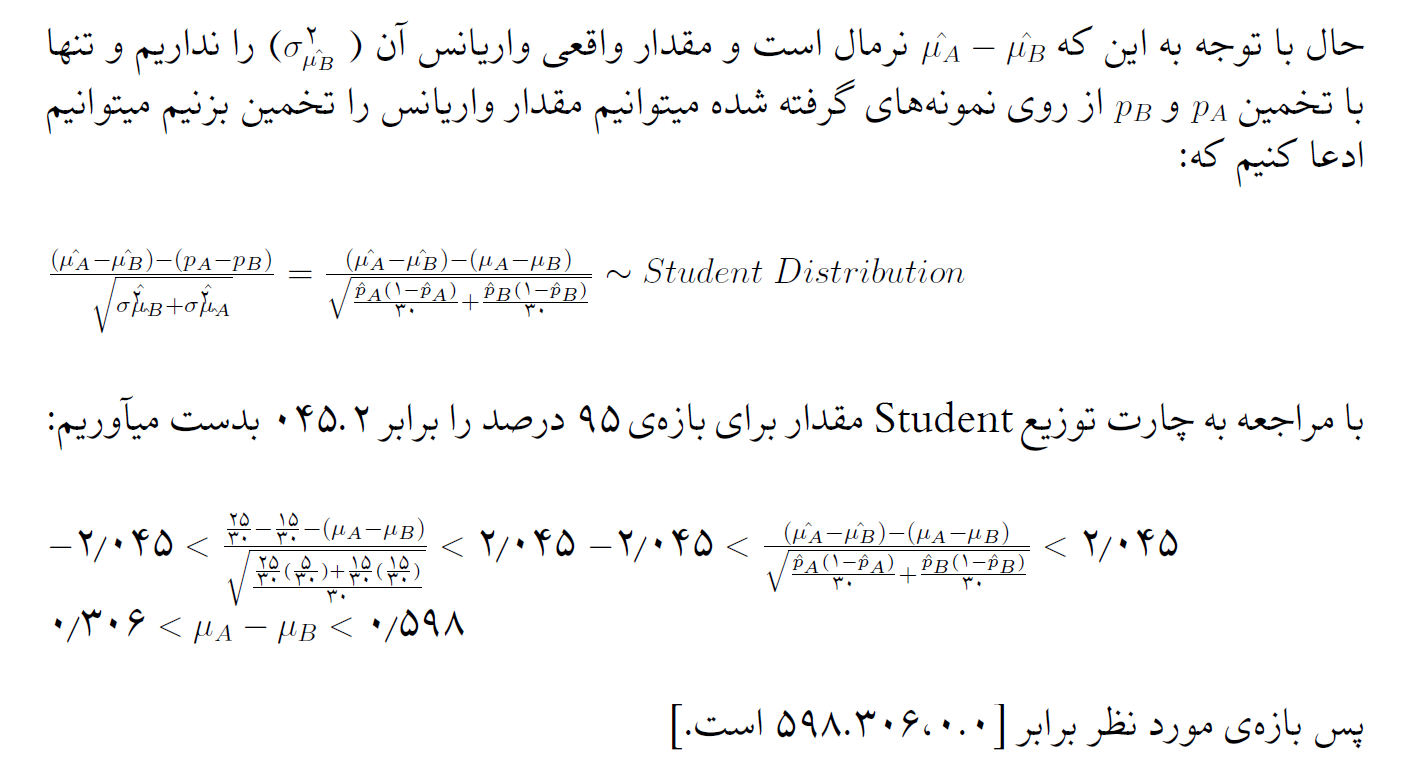 حال با توجه به این که $\hat{\mu_A} - \hat{\mu_B}$ نرمال است و مقدار واقعی واریانس آن ($\sigma^۲_{\hat{\mu_B}}$) را نداریم و تنها
با تخمین $p_A$ و $p_B$ از روی نمونه‌های گرفته شده میتوانیم مقدار واریانس را تخمین بزنیم میتوانیم
ادعا کنیم که:
$\frac{(\hat{\mu_A}-\hat{\mu_B})-(p_A-p_B)}{\sqrt{\sigma^۲_{\hat{\mu}_B}+\sigma^۲_{\hat{\mu}_A}}} = \frac{(\hat{\mu_A}-\hat{\mu_B})-(\mu_A-\mu_B)}{\sqrt{\frac{\hat{p}_A(۱-\hat{p}_A)}{۳۰}+\frac{\hat{p}_B(۱-\hat{p}_B)}{۳۰}}} \sim Student\ Distribution$
با مراجعه به چارت توزیع Student مقدار برای بازه‌ی ۹۵ درصد را برابر ۰۴۵.۲ بدست میآوریم:
$-۲/۰۴۵ < \frac{\frac{۲۵}{۳۰}-\frac{۱۵}{۳۰}-(\mu_A-\mu_B)}{\sqrt{\frac{\frac{۲۵}{۳۰}(\frac{۵}{۳۰})+\frac{۱۵}{۳۰}(\frac{۱۵}{۳۰})}{۳۰}}} < ۲/۰۴۵ -۲/۰۴۵ < \frac{(\hat{\mu_A}-\hat{\mu_B})-(\mu_A-\mu_B)}{\sqrt{\frac{\hat{p}_A(۱-\hat{p}_A)}{۳۰}+\frac{\hat{p}_B(۱-\hat{p}_B)}{۳۰}}} < ۲/۰۴۵$
$۰/۳۰۶ < \mu_A - \mu_B < ۰/۵۹۸$
پس بازه‌ی مورد نظر برابر [۰.۰،۳۰۶.۵۹۸ است.]